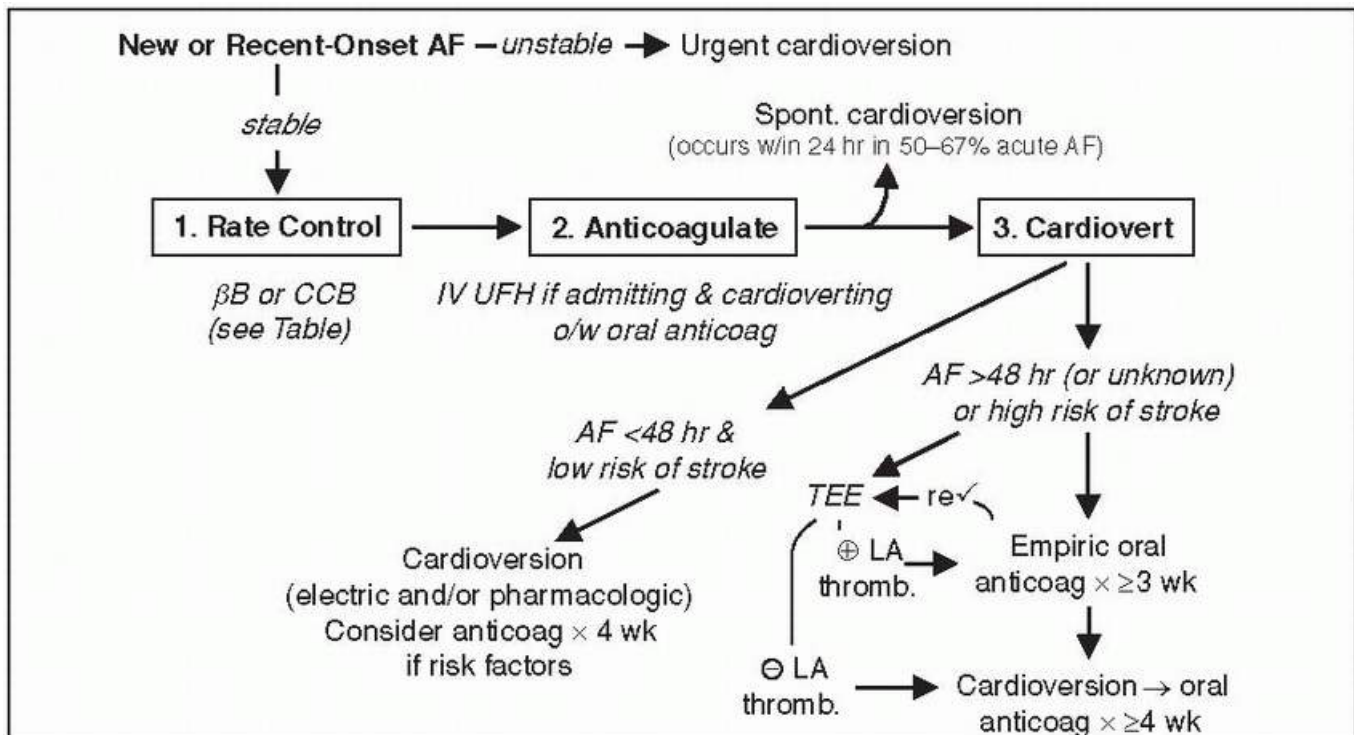 New or Recent-Onset AF – unstable → Urgent cardioversion
stable
Spont. cardioversion
(occurs w/in 24 hr in 50–67% acute AF)
1. Rate Control
2. Anticoagulate
3. Cardiovert
βB or CCB
(see Table)
IV UFH if admitting & cardioverting
o/w oral anticoag
AF <48 hr &
low risk of stroke
AF >48 hr (or unknown)
or high risk of stroke
Cardioversion
(electric and/or pharmacologic)
Consider anticoag × 4 wk
if risk factors
TEE
re✓
⊕ LA
thromb.
Empiric oral
anticoag × ≥3 wk
⊖ LA
thromb.
Cardioversion → oral
anticoag × ≥4 wk